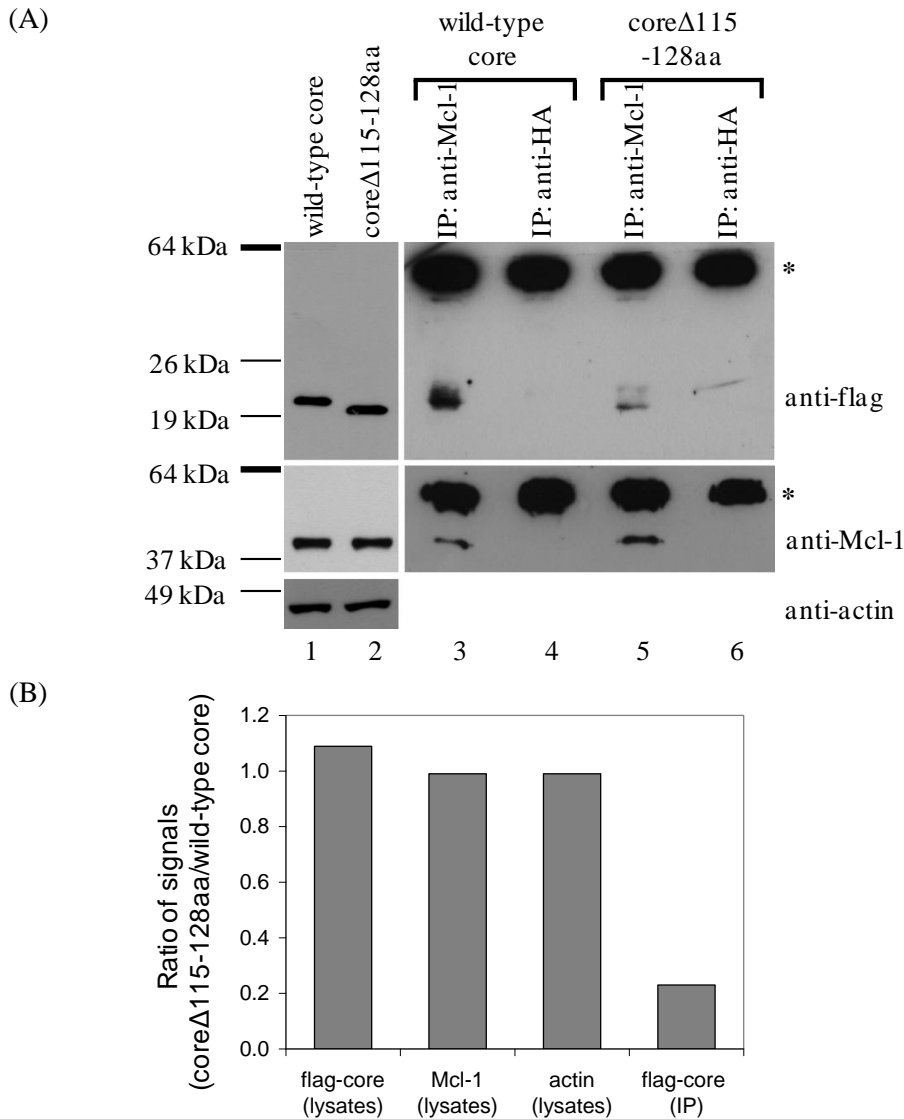 (A)
wild-type
core
coreΔ115
-128aa
wild-type core
coreΔ115-128aa
IP: anti-Mcl-1
IP: anti-HA
IP: anti-Mcl-1
IP: anti-HA
64 kDa
*
26 kDa
19 kDa
anti-flag
64 kDa
*
37 kDa
anti-Mcl-1
49 kDa
anti-actin
1 2 3 4 5 6
(B)
Ratio of signals
(coreΔ115-128aa/wild-type core)
1.2
1.0
0.8
0.6
0.4
0.2
0.0
flag-core Mcl-1 actin flag-core
(lysates) (lysates) (lysates) (IP)